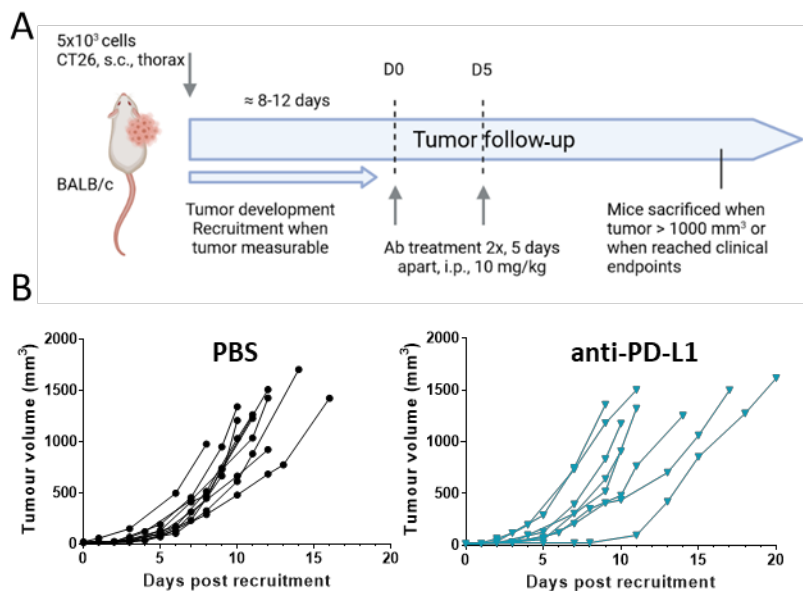 A
5x10³ cells
CT26, s.c., thorax
D0
D5
≈ 8-12 days
Tumor follow-up
BALB/c
Tumor development
Recruitment when
tumor measurable
Ab treatment 2x, 5 days
apart, i.p., 10 mg/kg
Mice sacrificed when
tumor > 1000 mm³ or
when reached clinical
endpoints
B
PBS
Tumour volume (mm³)
2000
1500
1000
500
0
0 5 10 15 20
Days post recruitment
anti-PD-L1
Tumour volume (mm³)
2000
1500
1000
500
0
0 5 10 15 20
Days post recruitment